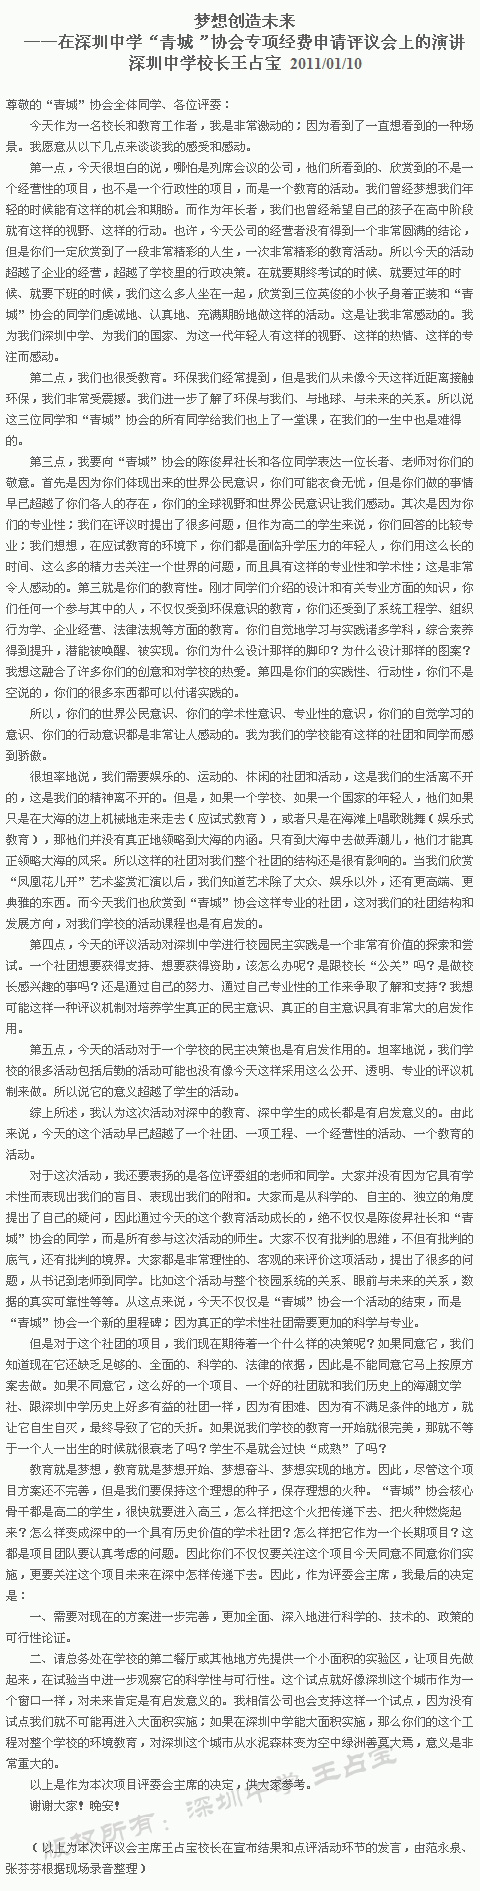 梦想创造未来
——在深圳中学“青城 ”协会专项经费申请评议会上的演讲
深圳中学校长王占宝 2011/01/10
尊敬的“青城”协会全体同学、各位评委：
今天作为一名校长和教育工作者，我是非常激动的；因为看到了一直想看到的一种场
景。我愿意从以下几点来谈谈我的感受和感动。
第一点，今天很坦白的说，哪怕是列席会议的公司，他们所看到的、欣赏到的不是一
个经营性的项目，也不是一个行政性的项目，而是一个教育的活动。我们曾经梦想我们年
轻的时候能有这样的机会和期盼。而作为年长者，我们也曾经希望自己的孩子在高中阶段
就有这样的视野、这样的行动。也许，今天公司的经营者没有得到一个非常圆满的结论，
但是你们一定欣赏到了一段非常精彩的人生，一次非常精彩的教育活动。所以今天的活动
超越了企业的经营，超越了学校里的行政决策。在就要期终考试的时候、就要过年的时
候、就要下班的时候，我们这么多人坐在一起，欣赏到三位英俊的小伙子身着正装和“青
城”协会的同学们虔诚地、认真地、充满期盼地做这样的活动。这是让我非常感动的。我
为我们深圳中学、为我们的国家、为这一代年轻人有这样的视野、这样的热情、这样的专
注而感动。
第二点，我们也很受教育。环保我们经常提到，但是我们从未像今天这样近距离接触
环保，我们非常受震撼。我们进一步了解了环保与我们、与地球、与未来的关系。所以说
这三位同学和“青城”协会的所有同学给我们也上了一堂课，在我们的一生中也是难得
的。
第三点，我要向“青城”协会的陈俊昇社长和各位同学表达一位长者、老师对你们的
敬意。首先是因为你们体现出来的世界公民意识，你们可能衣食无忧，但是你们做的事情
早已超越了你们各人的存在，你们的全球视野和世界公民意识让我们感动。其次是因为你
们的专业性；我们在评议时提出了很多问题，但作为高二的学生来说，你们回答的比较专
业；我们想想，在应试教育的环境下，你们都是面临升学压力的年轻人，你们用这么长的
时间、这么多的精力去关注一个世界的问题，而且具有这样的专业性和学术性；这是非常
令人感动的。第三就是你们的教育性。刚才同学们介绍的设计和有关专业方面的知识，你
们任何一个参与其中的人，不仅仅受到环保意识的教育，你们还受到了系统工程学、组织
行为学、企业经营、法律法规等方面的教育。你们自觉地学习与实践诸多学科，综合素养
得到提升，潜能被唤醒、被实现。你们为什么设计那样的脚印？为什么设计那样的图案？
我想这融合了许多你们的创意和对学校的热爱。第四是你们的实践性、行动性，你们不是
空说的，你们的很多东西都可以付诸实践的。
所以，你们的世界公民意识、你们的学术性意识、专业性的意识，你们的自觉学习的
意识、你们的行动意识都是非常让人感动的。我为我们的学校能有这样的社团和同学而感
到骄傲。
很坦率地说，我们需要娱乐的、运动的、休闲的社团和活动，这是我们的生活离不开
的，这是我们的精神离不开的。但是，如果一个学校、如果一个国家的年轻人，他们如果
只是在大海的边上机械地走来走去（应试式教育），或者只是在海滩上唱歌跳舞（娱乐式
教育），那他们并没有真正地领略到大海的内涵。只有到大海中去做弄潮儿，他们才能真
正领略大海的风采。所以这样的社团对我们整个社团的结构还是很有影响的。当我们欣赏
“凤凰花儿开”艺术鉴赏汇演以后，我们知道艺术除了大众、娱乐以外，还有更高端、更
典雅的东西。而今天我们也欣赏到“青城”协会这样专业的社团，这对我们的社团结构和
发展方向，对我们学校的活动课程也是有启发的。
第四点，今天的评议活动对深圳中学进行校园民主实践是一个非常有价值的探索和尝
试。一个社团想要获得支持、想要获得资助，该怎么办呢？是跟校长“公关”吗？是做校
长感兴趣的事吗？还是通过自己的努力、通过自己专业性的工作来争取了解和支持？我想
可能这样一种评议机制对培养学生真正的民主意识、真正的自主意识具有非常大的启发作
用。
第五点，今天的活动对于一个学校的民主决策也是有启发作用的。坦率地说，我们学
校的很多活动包括后勤的活动可能也没有像今天这样采用这么公开、透明、专业的评议机
制来做。所以说它的意义超越了学生的活动。
综上所述，我认为这次活动对深中的教育、深中学生的成长都是有启发意义的。由此
来说，今天的这个活动早已超越了一个社团、一项工程、一个经营性的活动、一个教育的
活动。
对于这次活动，我还要表扬的是各位评委组的老师和同学。大家并没有因为它具有学
术性而表现出我们的盲目、表现出我们的附和。大家而是从科学的、自主的、独立的角度
提出了自己的疑问，因此通过今天的这个教育活动成长的，绝不仅仅是陈俊昇社长和“青
城”协会的同学，而是所有参与这次活动的师生。大家不仅有批判的思维，不但有批判的
底气，还有批判的境界。大家都是非常理性的、客观的来评价这项活动，提出了很多的问
题，从书记到老师到同学。比如这个活动与整个校园系统的关系、眼前与未来的关系，数
据的真实可靠性等等。从这点来说，今天不仅仅是“青城”协会一个活动的结束，而是
“青城”协会一个新的里程碑；因为真正的学术性社团需要更加的科学与专业。
但是对于这个社团的项目，我们现在期待着一个什么样的决策呢？如果同意它，我们
知道现在它还缺乏足够的、全面的、科学的、法律的依据，因此是不能同意它马上按原方
案去做。如果不同意它，这么好的一个项目、一个好的社团就和我们历史上的海潮文学
社、跟深圳中学历史上好多有益的社团一样，因为有困难、因为有不满足条件的地方，就
让它自生自灭，最终导致了它的夭折。如果说我们学校的教育一开始就很完美，那就不等
于一个人一出生的时候就很衰老了吗？学生不是就会过快“成熟”了吗？
教育就是梦想，教育就是梦想开始、梦想奋斗、梦想实现的地方。因此，尽管这个项
目方案还不完善，但是我们要保持这个理想的种子，保存理想的火种。“青城”协会核心
骨干都是高二的学生，很快就要进入高三，怎么样把这个火把传递下去、把火种燃烧起
来？怎么样变成深中的一个具有历史价值的学术社团？怎么样把它作为一个长期项目？这
都是项目团队要认真考虑的问题。因此你们不仅仅要关注这个项目今天同意不同意你们实
施，更要关注这个项目未来在深中怎样传递下去。因此，作为评委会主席，我最后的决定
是：
一、需要对现在的方案进一步完善，更加全面、深入地进行科学的、技术的、政策的
可行性论证。
二、请总务处在学校的第二餐厅或其他地方先提供一个小面积的实验区，让项目先做
起来，在试验当中进一步观察它的科学性与可行性。这个试点就好像深圳这个城市作为一
个窗口一样，对未来肯定是有启发意义的。我相信公司也会支持这样一个试点，因为没有
试点我们就不可能再进入大面积实施；如果在深圳中学能大面积实施，那么你们的这个工
程对整个学校的环境教育，对深圳这个城市从水泥森林变为空中绿洲善莫大焉，意义是非
常重大的。
以上是作为本次项目评委会主席的决定，供大家参考。
谢谢大家！晚安！
版权所有：深圳中学 王占宝
（以上为本次评议会主席王占宝校长在宣布结果和点评活动环节的发言，由范永泉、
张芬芬根据现场录音整理）